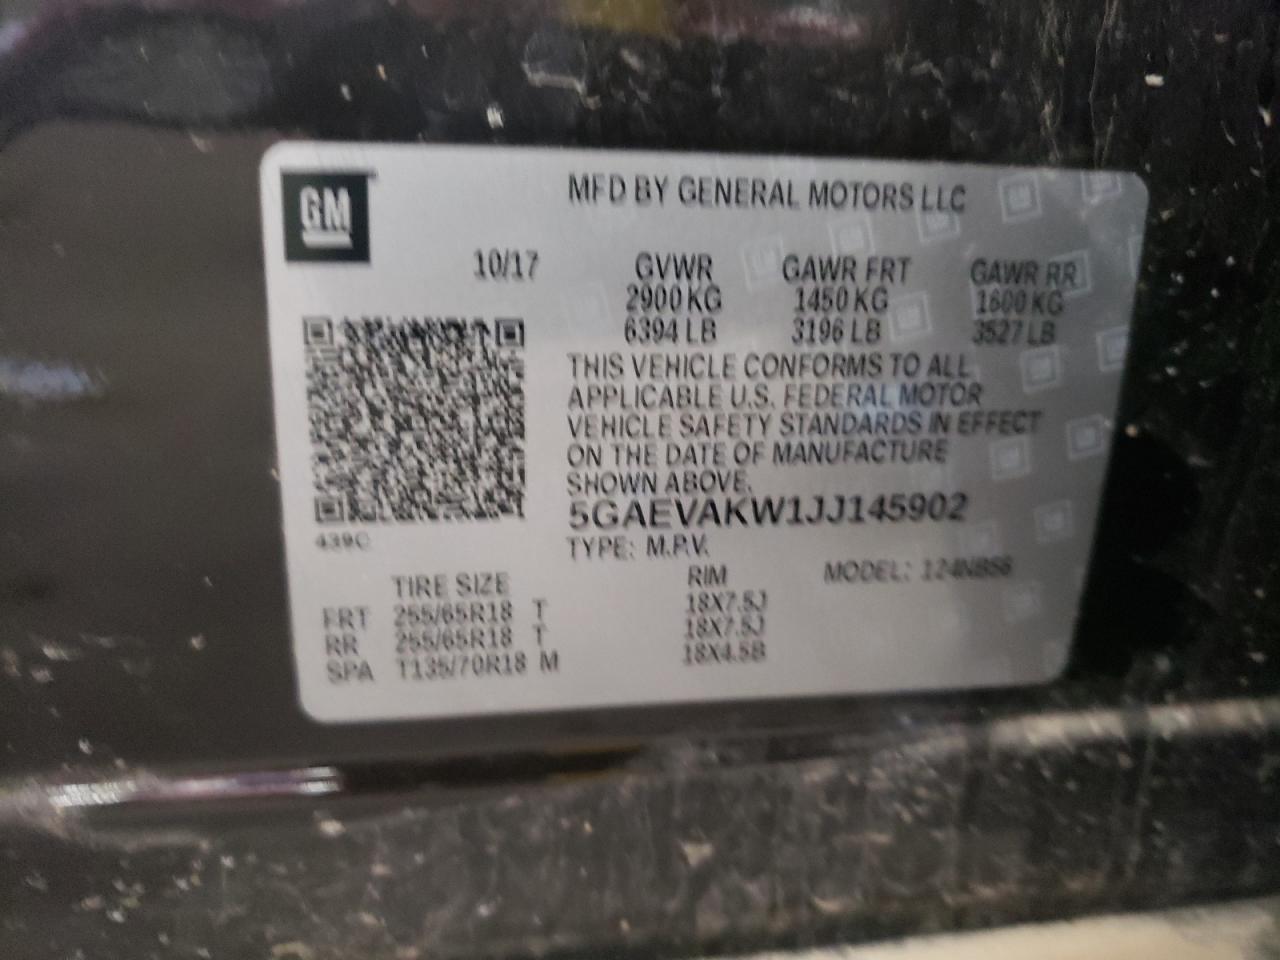 GM
MFD BY GENERAL MOTORS LLC
10/17
GVWR GAWR FRT GAWR RR
2900 KG 1450 KG 1600 KG
6394 LB 3196 LB 3527 LB
THIS VEHICLE CONFORMS TO ALL
APPLICABLE U.S. FEDERAL MOTOR
VEHICLE SAFETY STANDARDS IN EFFECT
ON THE DATE OF MANUFACTURE
SHOWN ABOVE.
5GAEVAKW1JJ145902
439C
TYPE: M.P.V.
TIRE SIZE RIM MODEL: 124NB56
FRT 255/65R18 T 18X7.5J
RR 255/65R18 T 18X7.5J
SPA T135/70R18 M 18X4.5B